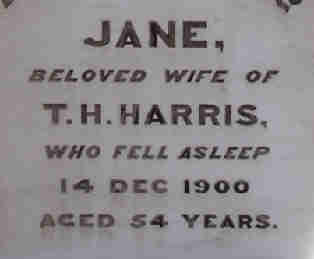 JANE,
BELOVED WIFE OF
T.H.HARRIS,
WHO FELL ASLEEP
14 DEC 1900
AGED 54 YEARS.